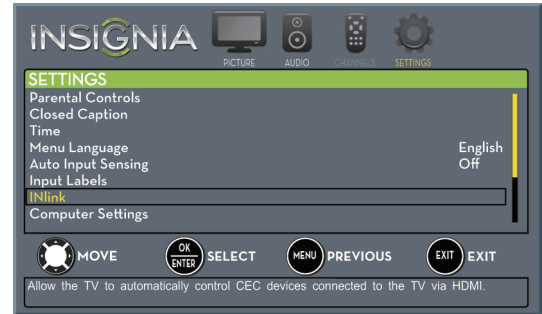 INSIGNIA
PICTURE AUDIO CHANNELS SETTINGS
SETTINGS
Parental Controls
Closed Caption
Time
Menu Language English
Auto Input Sensing Off
Input Labels
INlink
Computer Settings
MOVE OK ENTER SELECT MENU PREVIOUS EXIT EXIT
Allow the TV to automatically control CEC devices connected to the TV via HDMI.